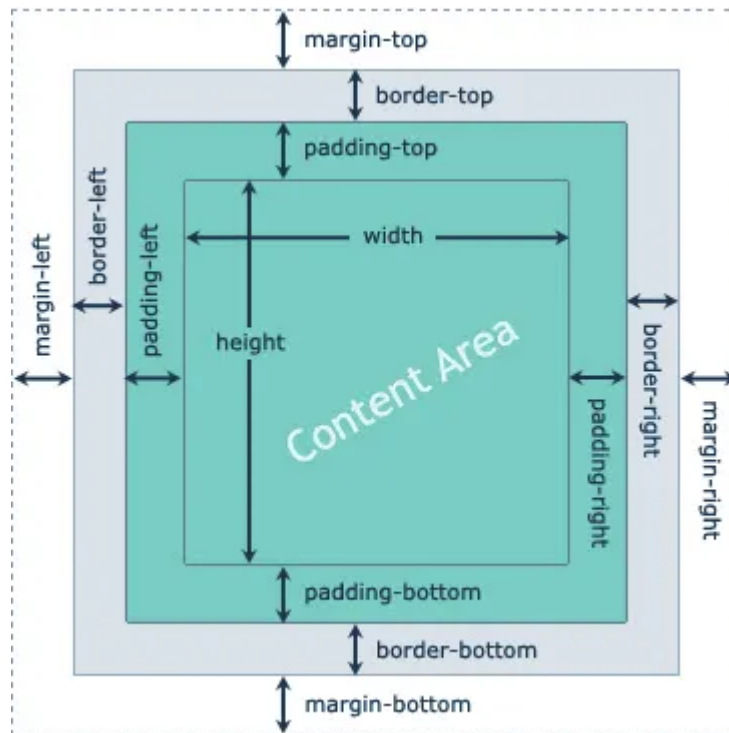 margin-top
border-top
padding-top
width
margin-left
border-left
padding-left
height
Content Area
padding-right
border-right
margin-right
padding-bottom
border-bottom
margin-bottom